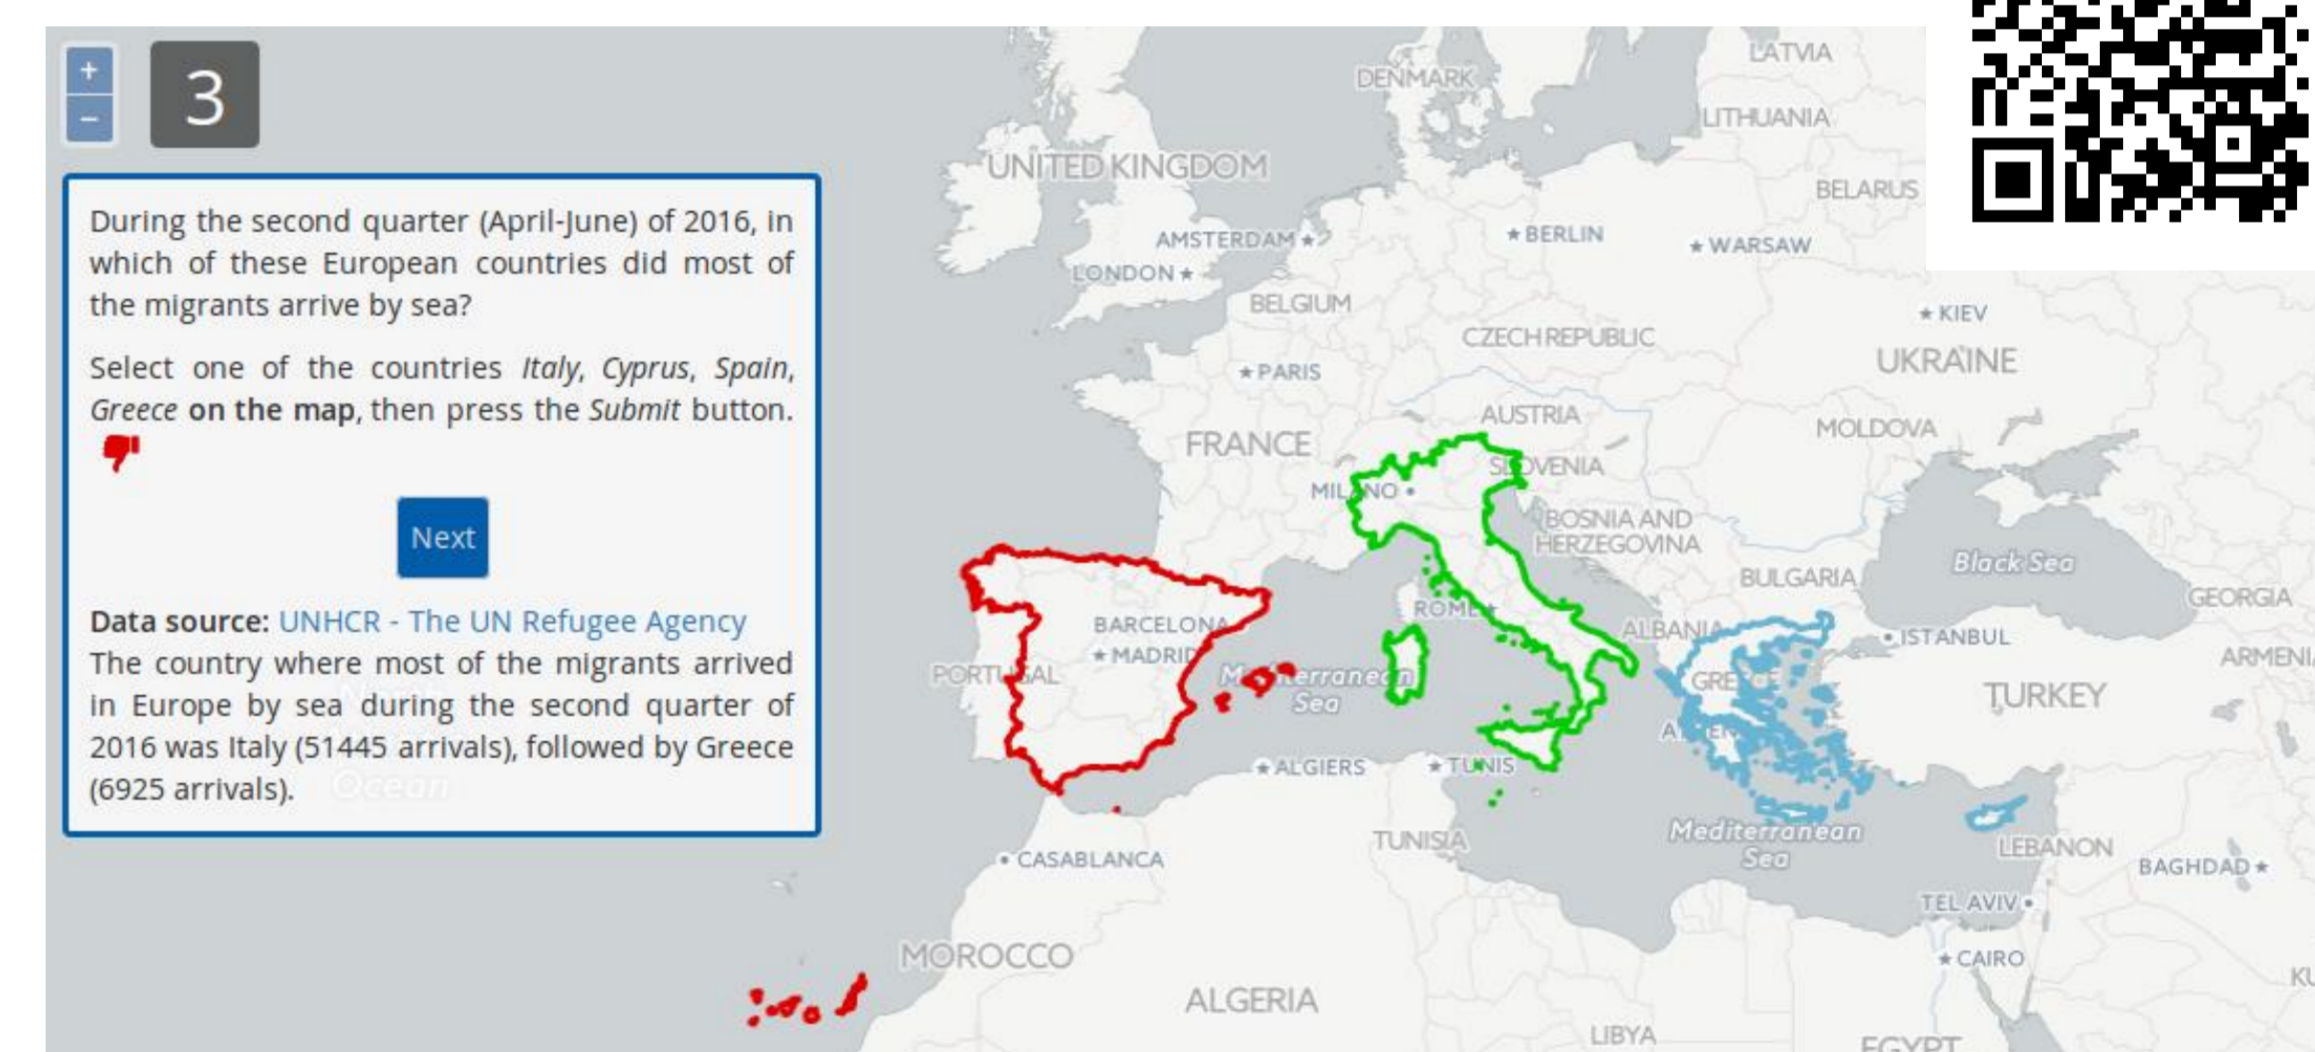 +
3
−
During the second quarter (April-June) of 2016, in
which of these European countries did most of
the migrants arrive by sea?
Select one of the countries Italy, Cyprus, Spain,
Greece on the map, then press the Submit button.
Next
Data source: UNHCR - The UN Refugee Agency
The country where most of the migrants arrived
in Europe by sea during the second quarter of
2016 was Italy (51445 arrivals), followed by Greece
(6925 arrivals).
Ocean
LATVIA
DENMARK
LITHUANIA
UNITED KINGDOM
BELARUS
AMSTERDAM
BERLIN
WARSAW
LONDON
BELGIUM
KIEV
CZECH REPUBLIC
UKRAINE
PARIS
AUSTRIA
MOLDOVA
FRANCE
SLOVENIA
MILANO
BOSNIA AND
HERZEGOVINA
Black Sea
BULGARIA
GEORGIA
ROME
BARCELONA
ALBANIA
ISTANBUL
MADRID
ARMENI
PORTUGAL
Mediterranean
Sea
GREECE
TURKEY
ALGIERS
TUNIS
Mediterranean
Sea
TUNISIA
LEBANON
CASABLANCA
BAGHDAD
TEL AVIV
MOROCCO
CAIRO
KU
ALGERIA
LIBYA
EGYPT